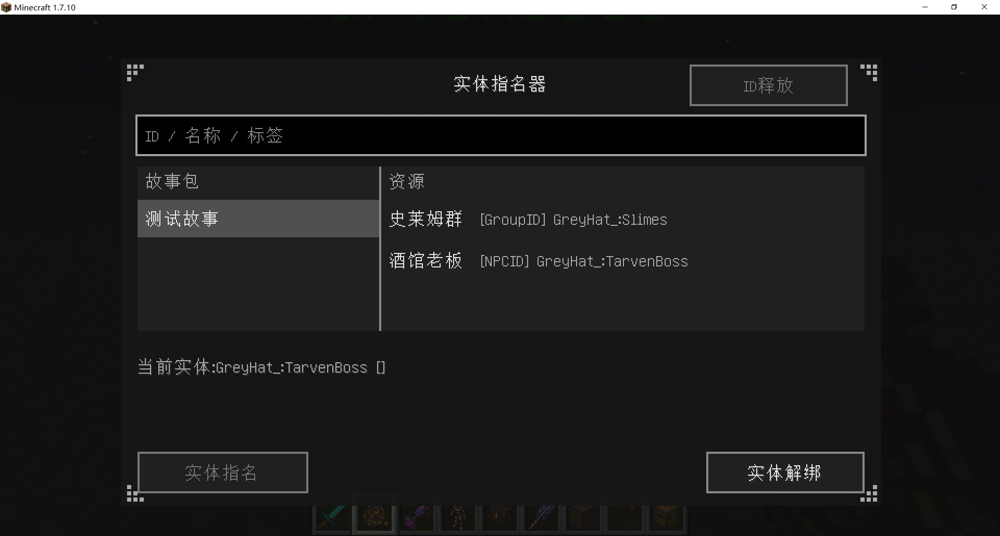 Minecraft 1.7.10
实体指名器
ID释放
ID / 名称 / 标签
故事包
资源
测试故事
史莱姆群 [GroupID] GreyHat_:Slimes
酒馆老板 [NPCID] GreyHat_:TarvenBoss
当前实体:GreyHat_:TarvenBoss []
实体指名
实体解绑